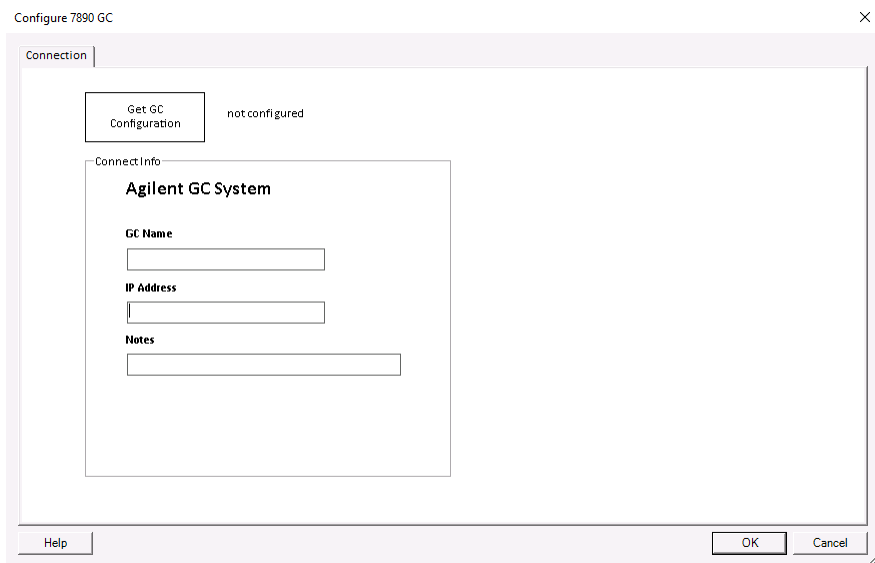 Configure 7890 GC
Connection
Get GC
Configuration
not configured
Connect Info
Agilent GC System
GC Name
IP Address
Notes
Help
OK
Cancel